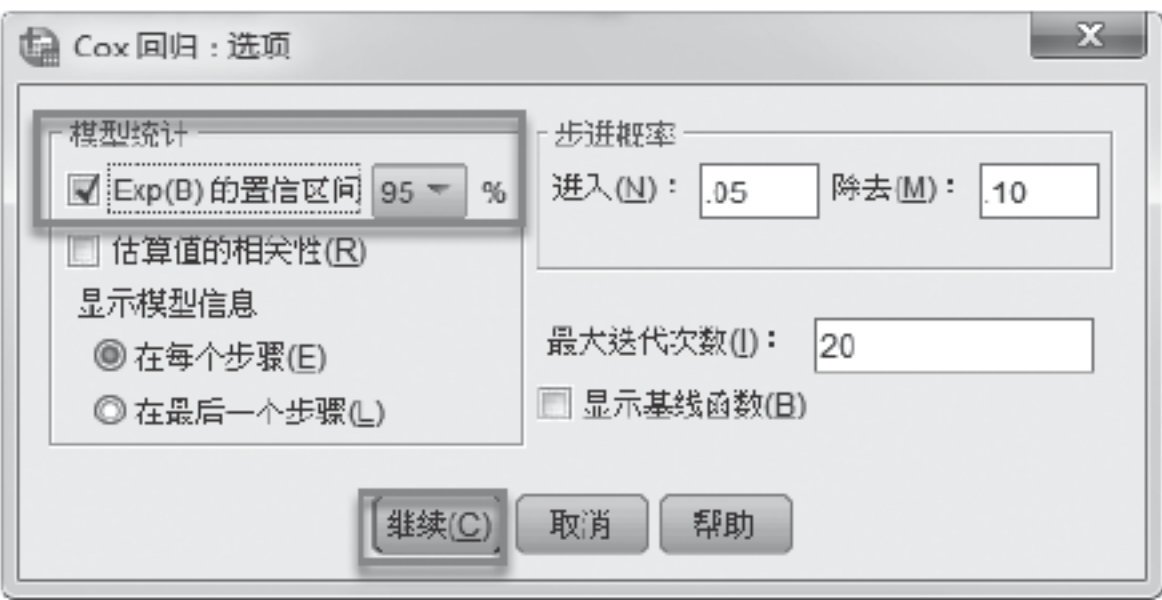 Cox 回归：选项
模型统计
Exp(B) 的置信区间 95 %
估算值的相关性(R)
显示模型信息
在每个步骤(E)
在最后一个步骤(L)
步进概率
进入(N)： .05 除去(M)： .10
最大迭代次数(I)： 20
显示基线函数(B)
继续(C) 取消 帮助